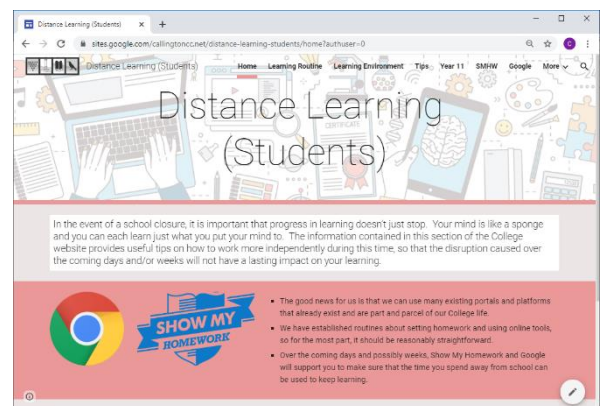 Distance Learning (Students)
sites.google.com/callingtoncc.net/distance-learning-students/home?authuser=0
C
Distance Learning (Students)
Home Learning Routine Learning Environment Tips Year 11 SMHW Google More
CERTIFICATE
Distance Learning
(Students)
In the event of a school closure, it is important that progress in learning doesn't just stop. Your mind is like a sponge
and you can each learn just what you put your mind to. The information contained in this section of the College
website provides useful tips on how to work more independently during this time, so that the disruption caused over
the coming days and/or weeks will not have a lasting impact on your learning.
SHOW MY
HOMEWORK
The good news for us is that we can use many existing portals and platforms
that already exist and are part and parcel of our College life.
We have established routines about setting homework and using online tools,
so for the most part, it should be reasonably straightforward.
Over the coming days and possibly weeks, Show My Homework and Google
will support you to make sure that the time you spend away from school can
be used to keep learning.